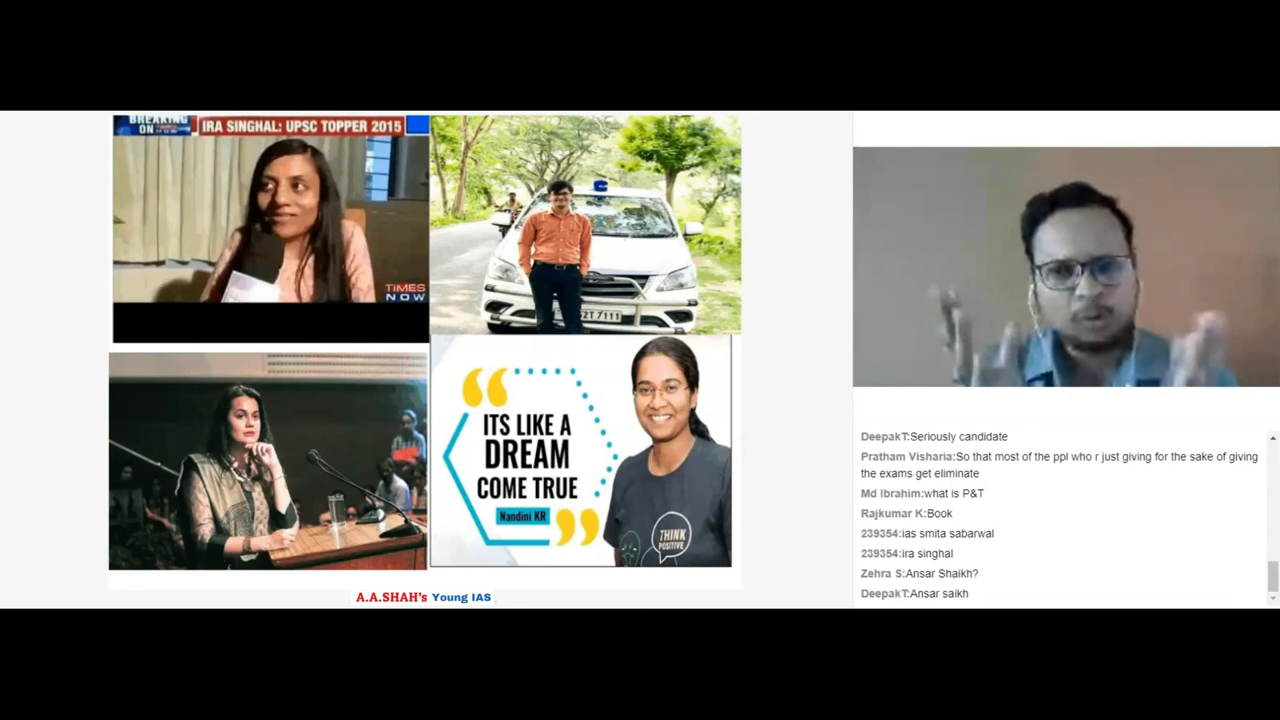 BREAKING
ON
IRA SINGHAL: UPSC TOPPER 2015
TIMES
NOW
7111
ITS LIKE A
DREAM
COME TRUE
Nandini KR
THINK
POSITIVE
A.A.SHAH's Young IAS
DeepakT:Seriously candidate
Pratham Visharia:So that most of the ppl who r just giving for the sake of giving
the exams get eliminate
Md Ibrahim:what is P&T
Rajkumar K:Book
239354:ias smita sabarwal
239354:ira singhal
Zehra S:Ansar Shaikh?
DeepakT:Ansar saikh